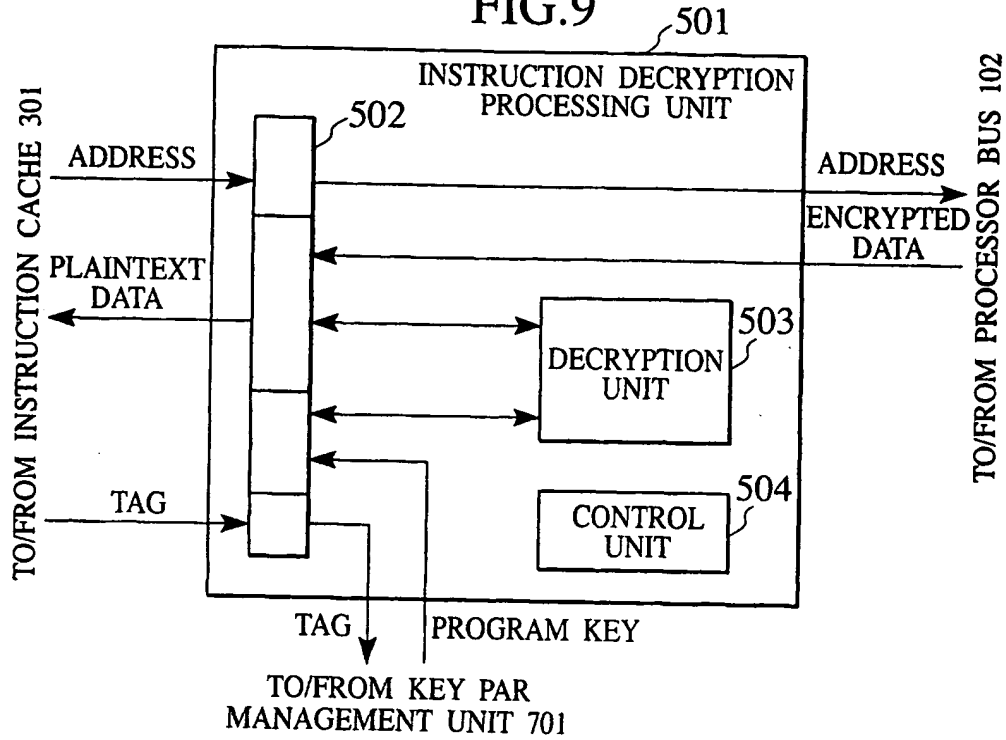 FIG.9
501
INSTRUCTION DECRYPTION
PROCESSING UNIT
502
ADDRESS
ADDRESS
ENCRYPTED
DATA
PLAINTEXT
DATA
503
DECRYPTION
UNIT
504
CONTROL
UNIT
TAG
TAG
PROGRAM KEY
TO/FROM KEY PAR
MANAGEMENT UNIT 701
TO/FROM INSTRUCTION CACHE 301
TO/FROM PROCESSOR BUS 102